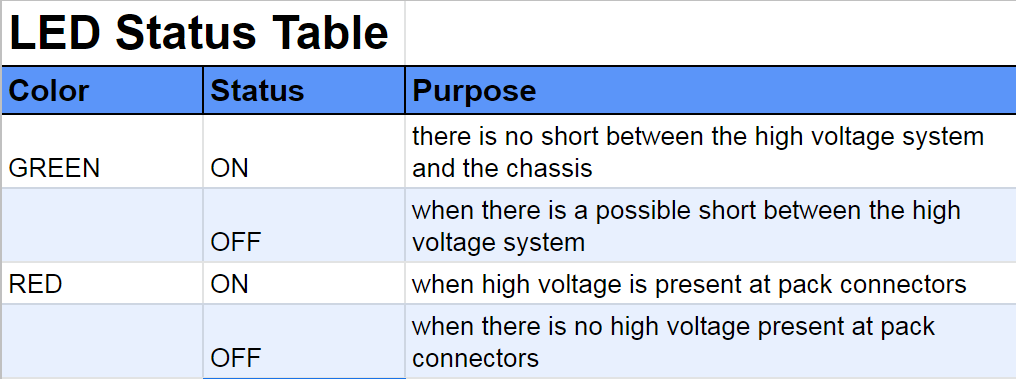 LED Status Table
Color Status Purpose
there is no short between the high voltage system
GREEN ON and the chassis
when there is a possible short between the high
OFF voltage system
RED ON when high voltage is present at pack connectors
when there is no high voltage present at pack
OFF connectors